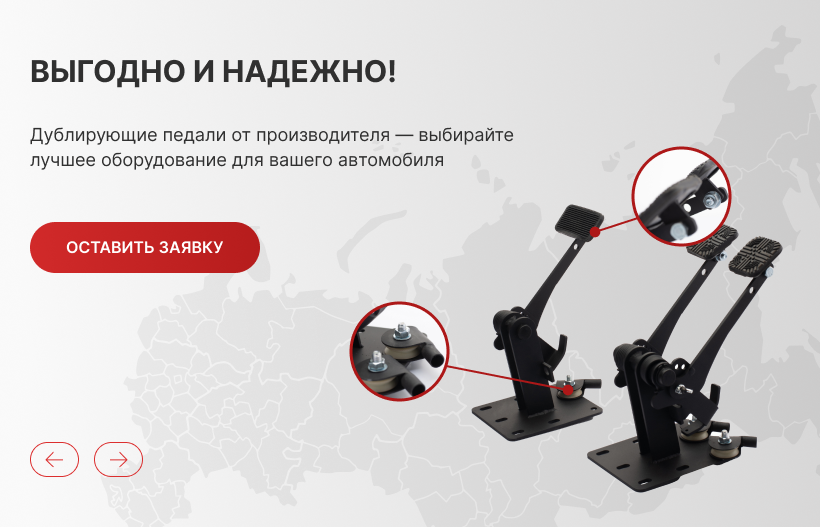 ВЫГОДНО И НАДЕЖНО!
Дублирующие педали от производителя — выбирайте
лучшее оборудование для вашего автомобиля
ОСТАВИТЬ ЗАЯВКУ